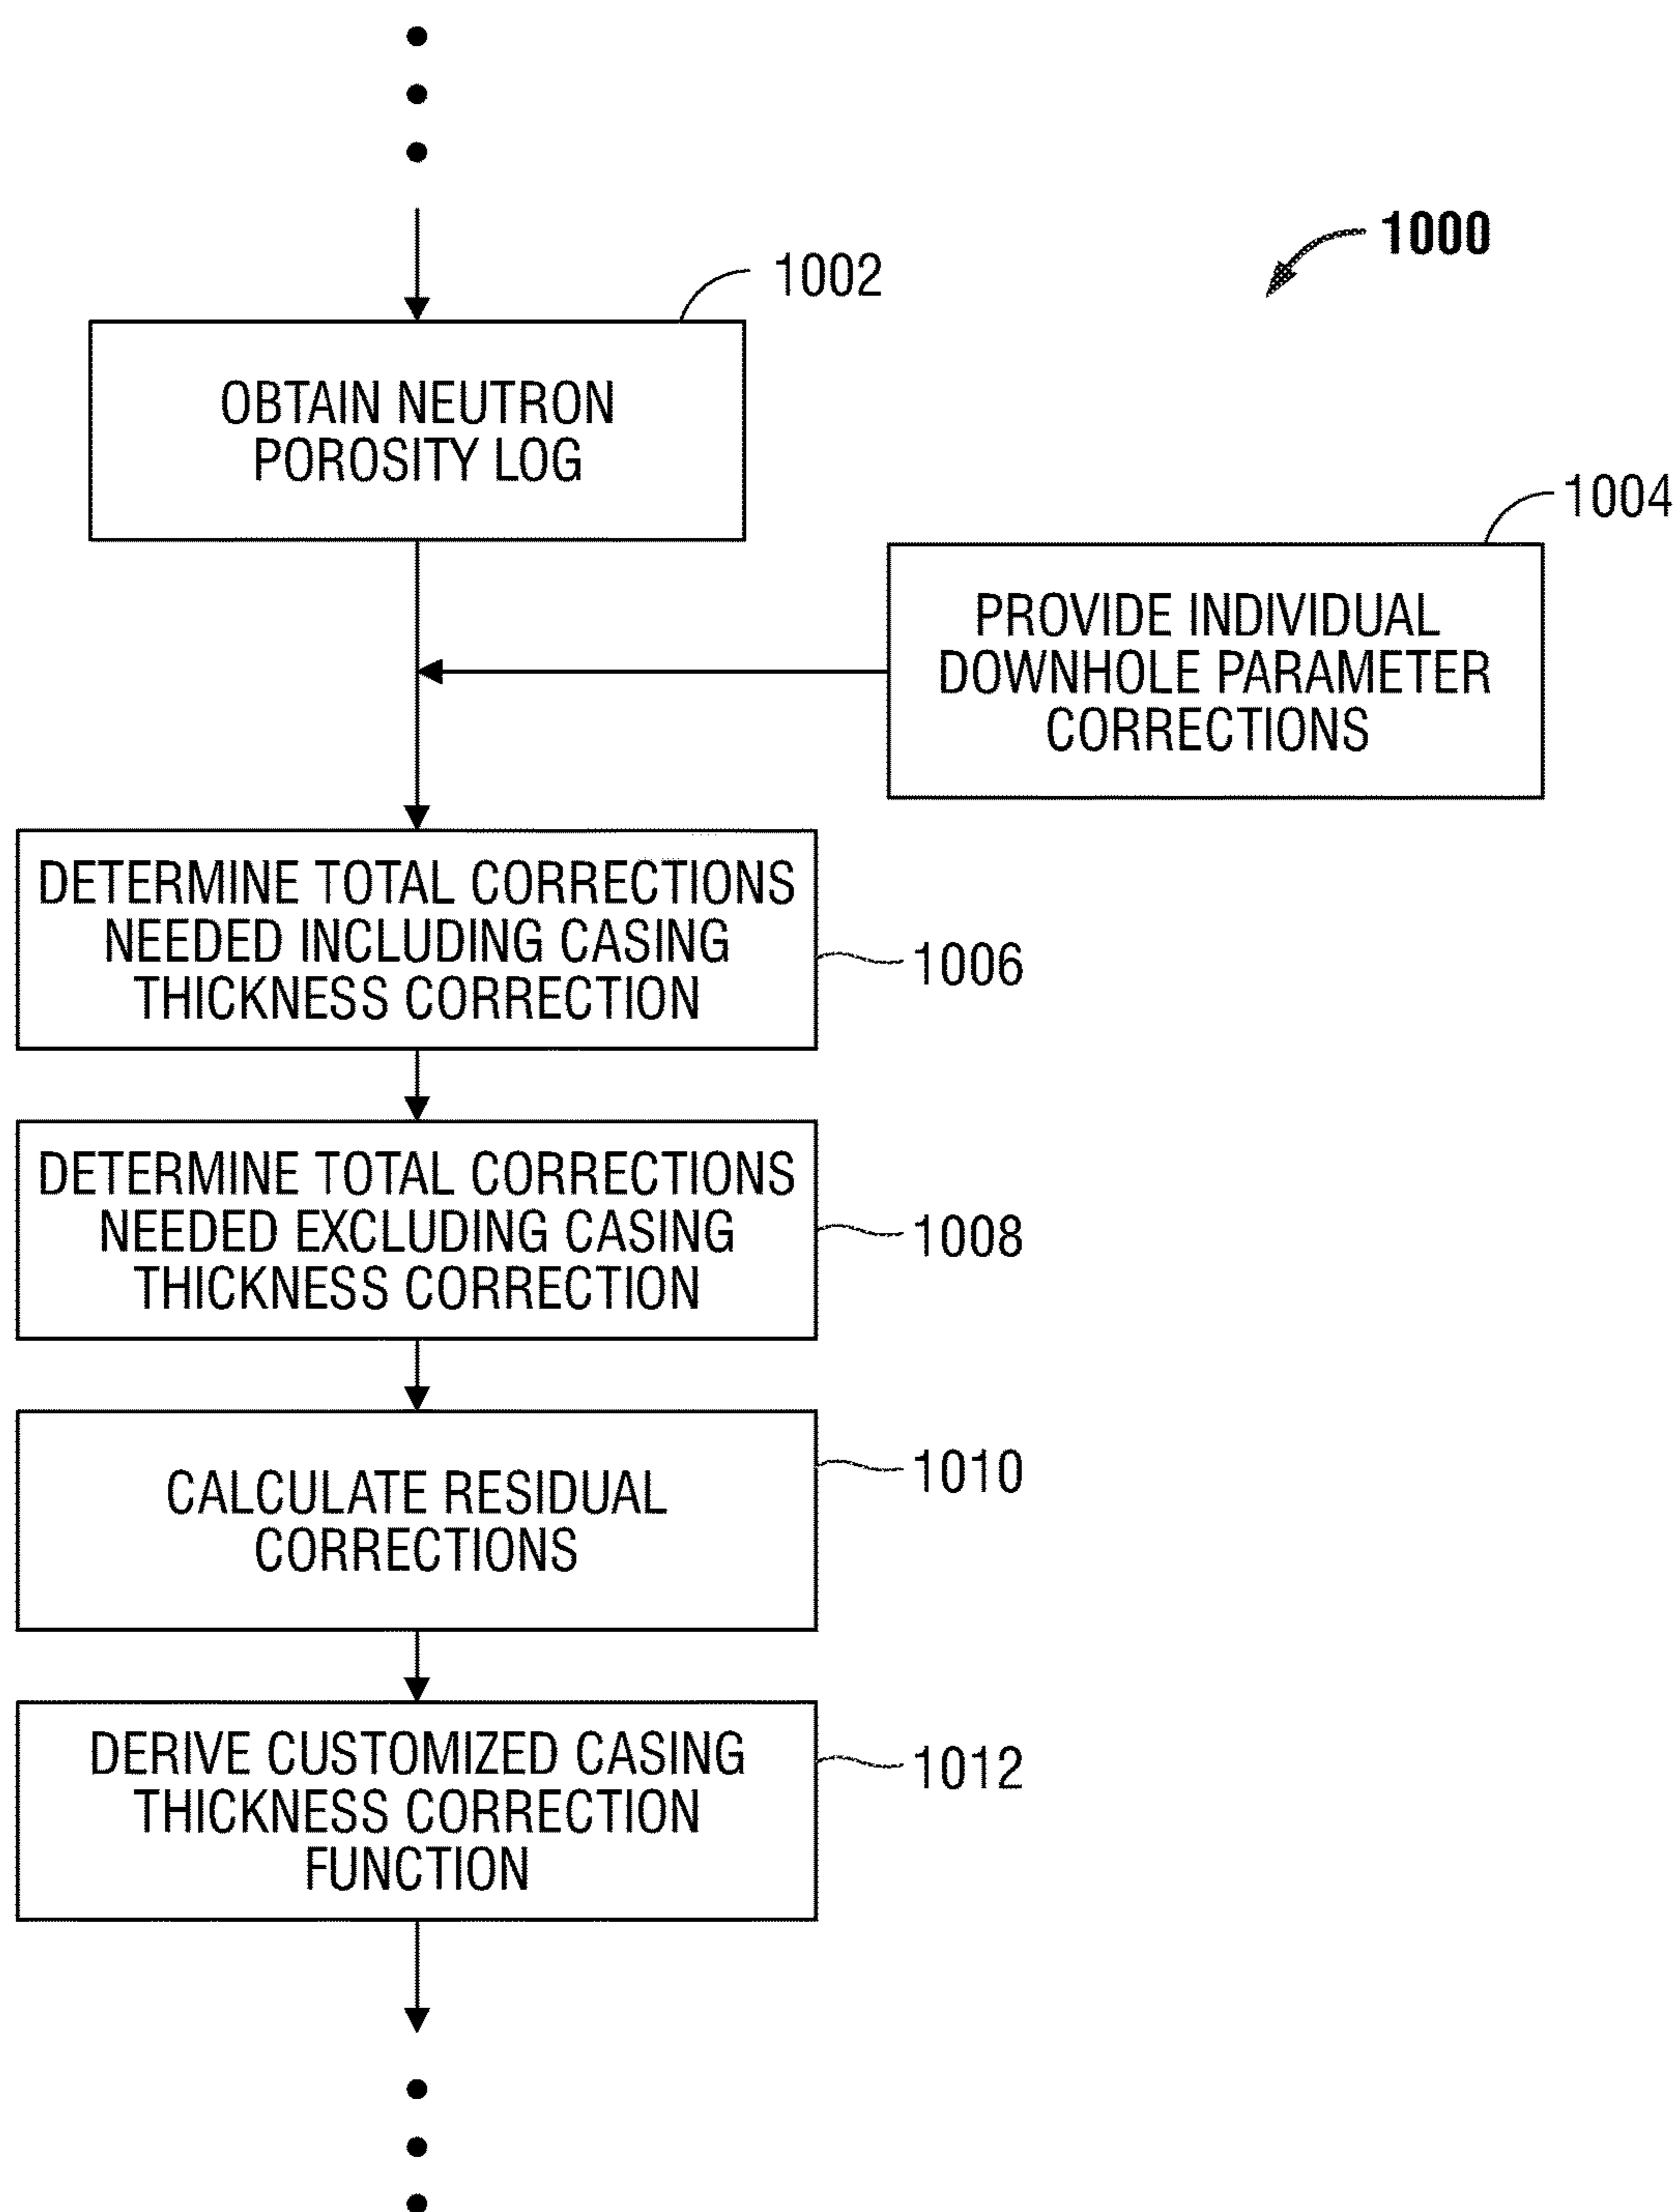 1000
1002
OBTAIN NEUTRON
POROSITY LOG
1004
PROVIDE INDIVIDUAL
DOWNHOLE PARAMETER
CORRECTIONS
DETERMINE TOTAL CORRECTIONS
NEEDED INCLUDING CASING
THICKNESS CORRECTION
1006
DETERMINE TOTAL CORRECTIONS
NEEDED EXCLUDING CASING
THICKNESS CORRECTION
1008
CALCULATE RESIDUAL
CORRECTIONS
1010
DERIVE CUSTOMIZED CASING
THICKNESS CORRECTION
FUNCTION
1012